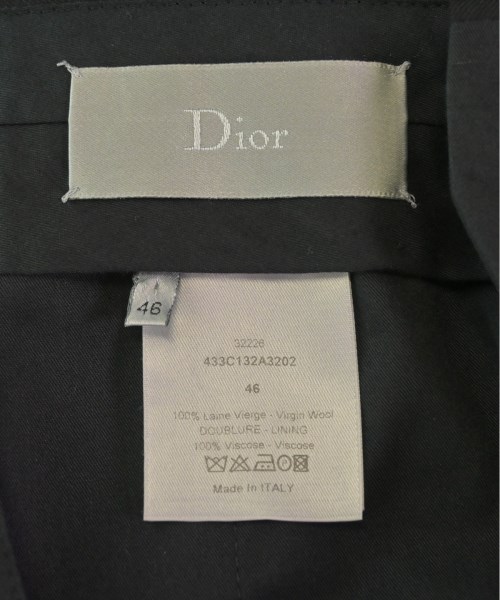 Dior
46
32226
433C132A3202
46
100% Laine Vierge - Virgin Wool
DOUBLURE - LINING
100% Viscose - Viscose
Made In ITALY